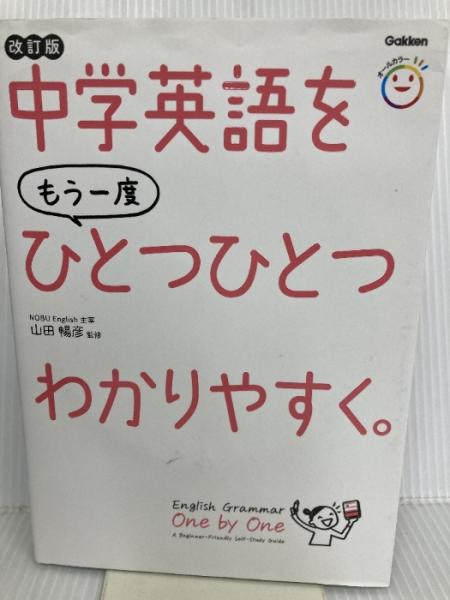 改訂版
Gakken
オールカラー
中学英語を
もう一度
ひとつひとつ
NOBU English 主宰
山田暢彦 監修
わかりやすく。
English Grammar
One by One
A Beginner-Friendly Self-Study Guide